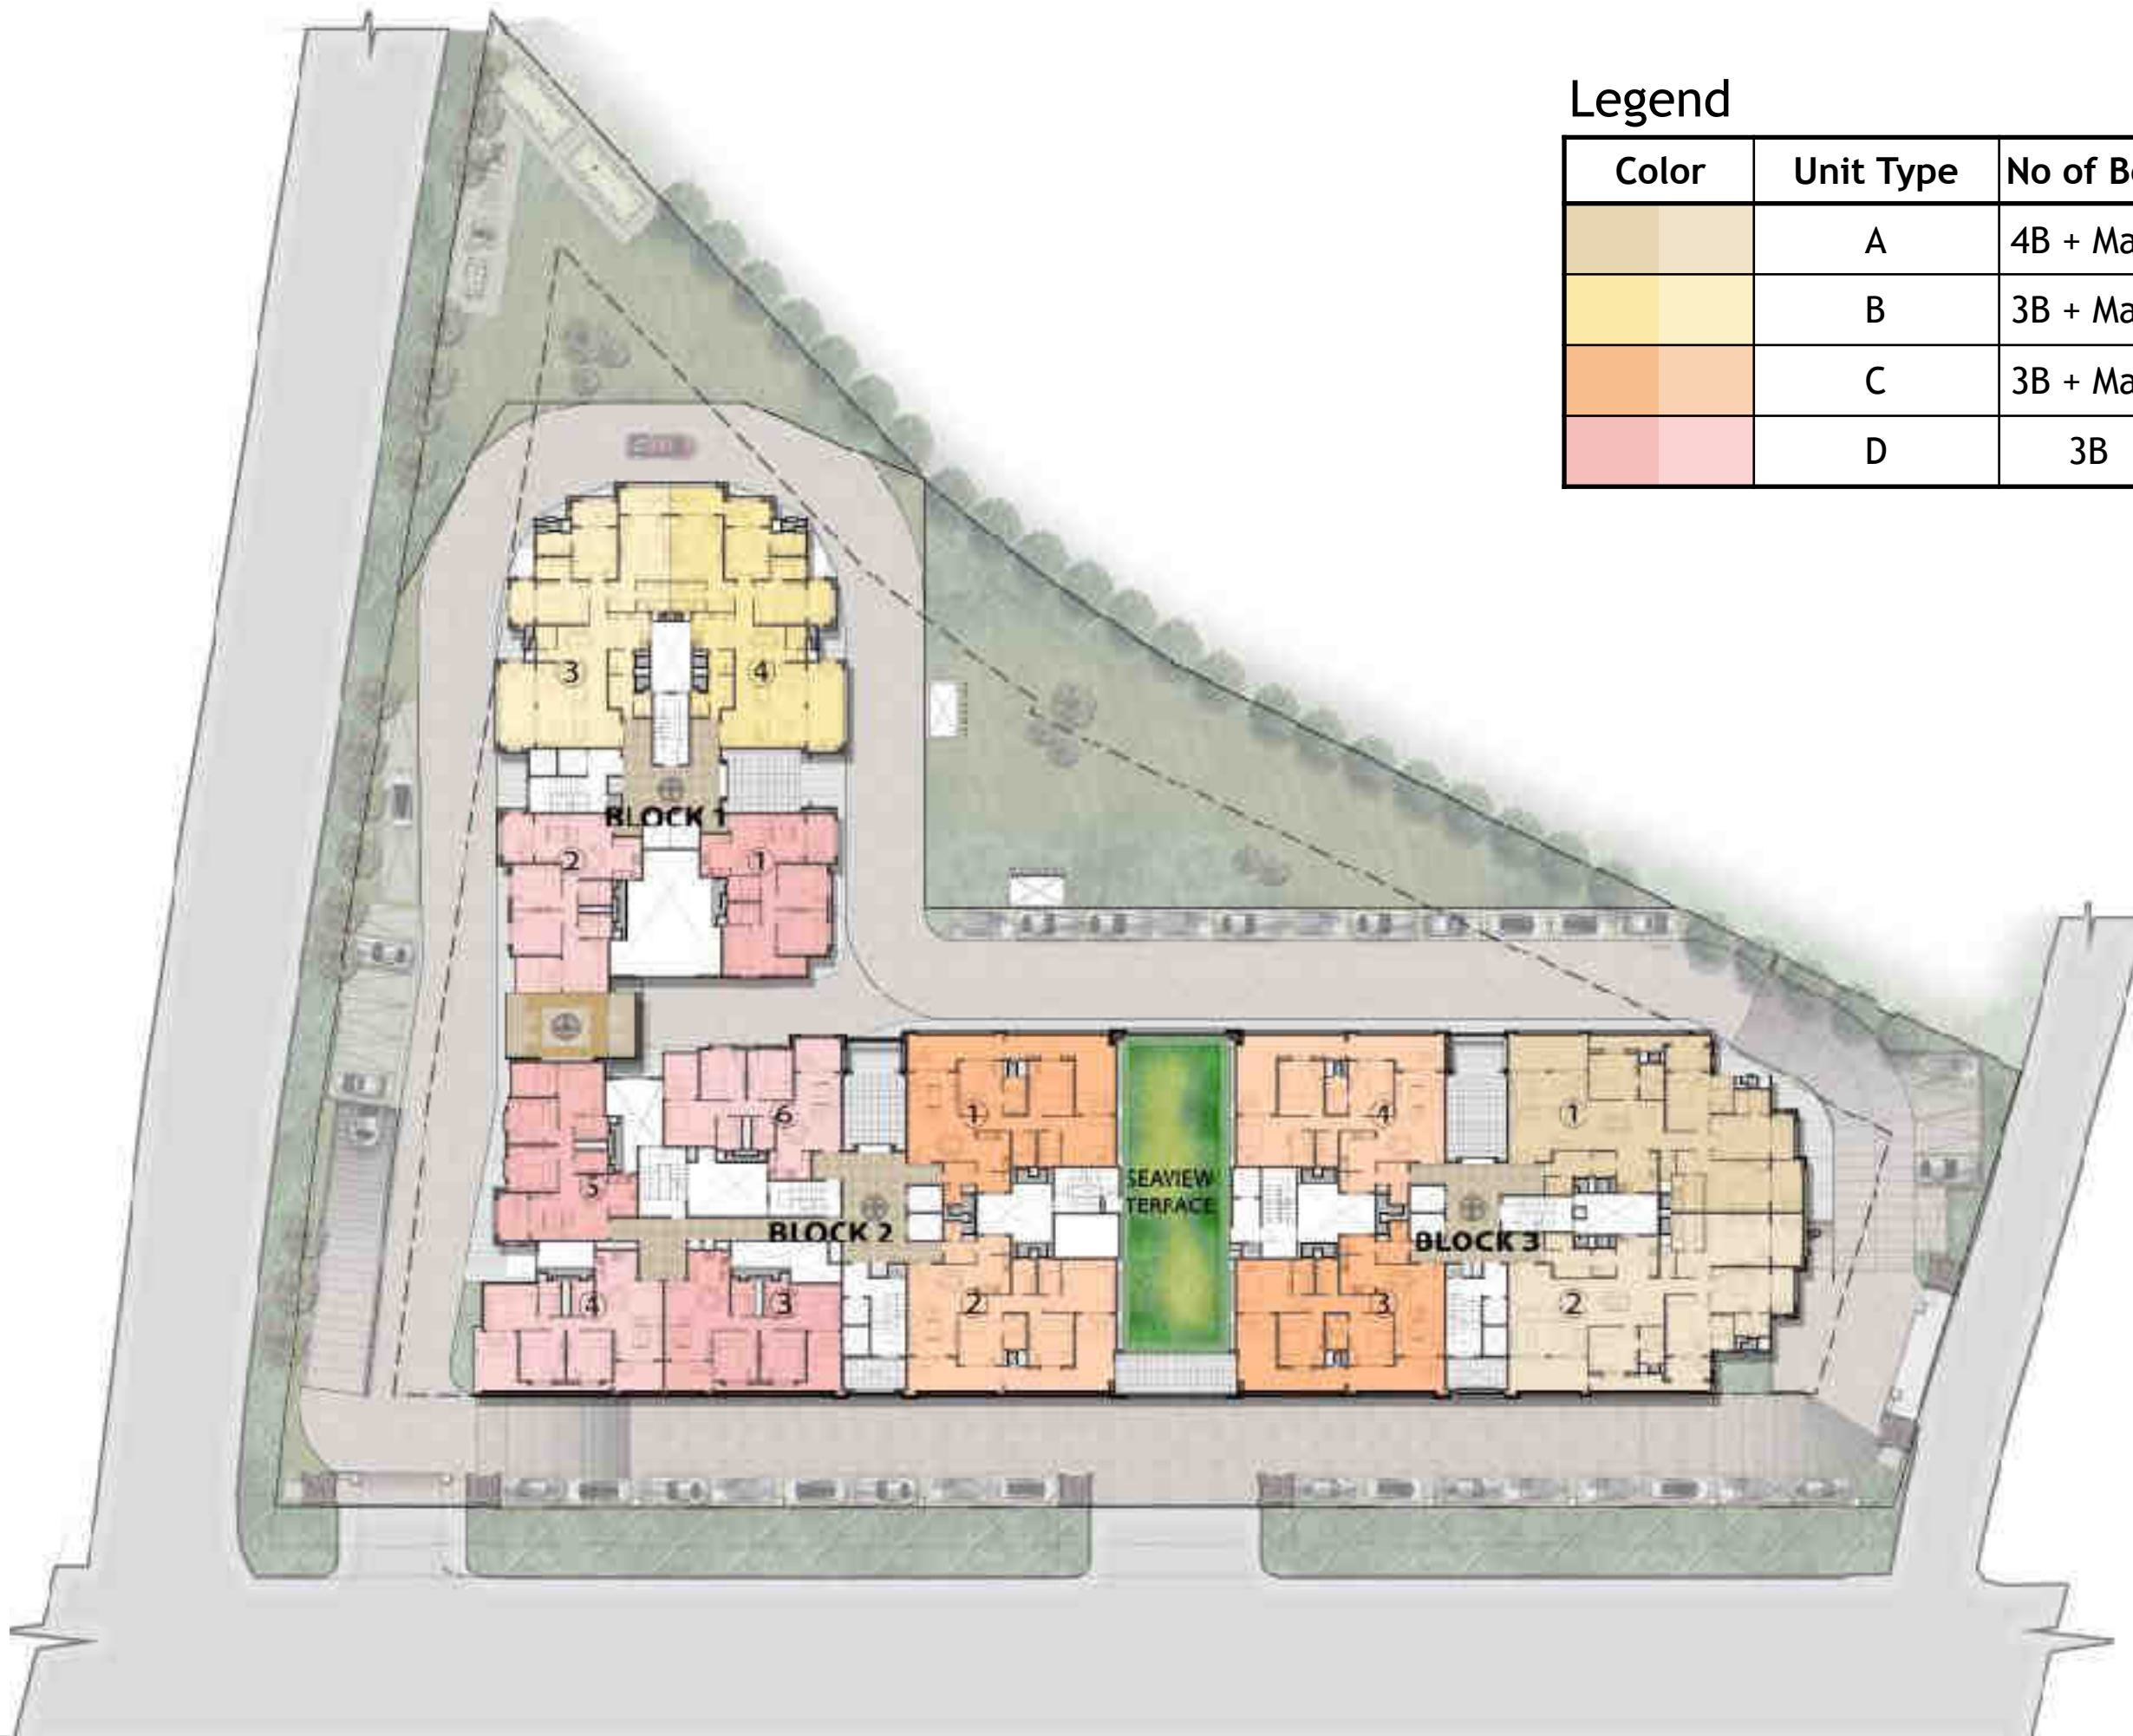 Legend
Color Unit Type No of B
A 4B + Ma
B 3B + Ma
C 3B + Ma
D 3B
3 4
BLOCK 1
2 1
6 1 4 1
SEAVIEW
TERRACE
5
BLOCK 2 BLOCK 3
4 3 2 3 2